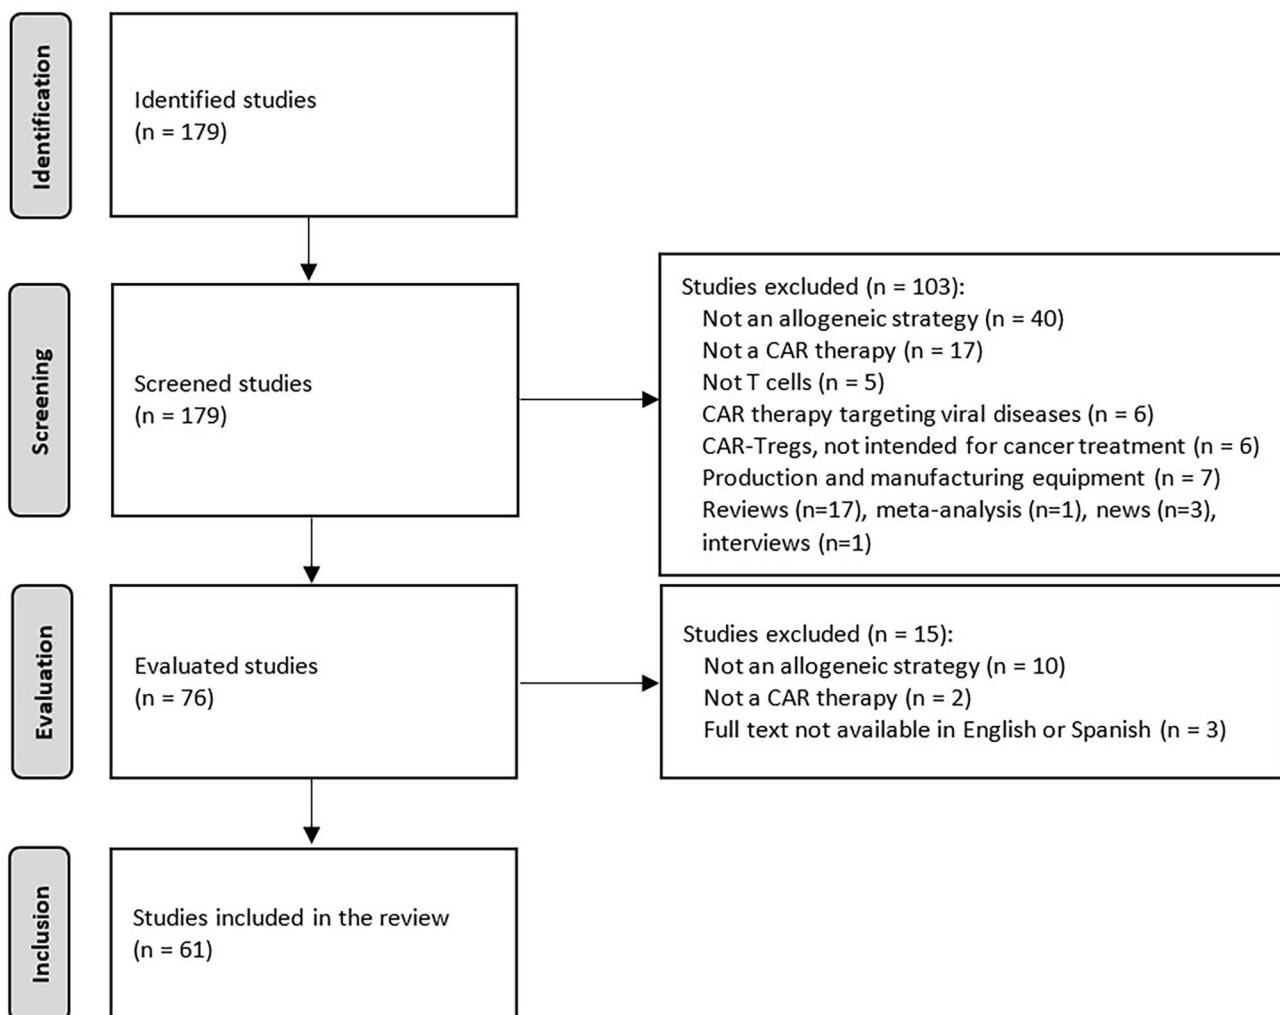 Identification
Identified studies
(n = 179)
Screening
Screened studies
(n = 179)
Studies excluded (n = 103):
Not an allogeneic strategy (n = 40)
Not a CAR therapy (n = 17)
Not T cells (n = 5)
CAR therapy targeting viral diseases (n = 6)
CAR-Tregs, not intended for cancer treatment (n = 6)
Production and manufacturing equipment (n = 7)
Reviews (n=17), meta-analysis (n=1), news (n=3),
interviews (n=1)
Evaluation
Evaluated studies
(n = 76)
Studies excluded (n = 15):
Not an allogeneic strategy (n = 10)
Not a CAR therapy (n = 2)
Full text not available in English or Spanish (n = 3)
Inclusion
Studies included in the review
(n = 61)